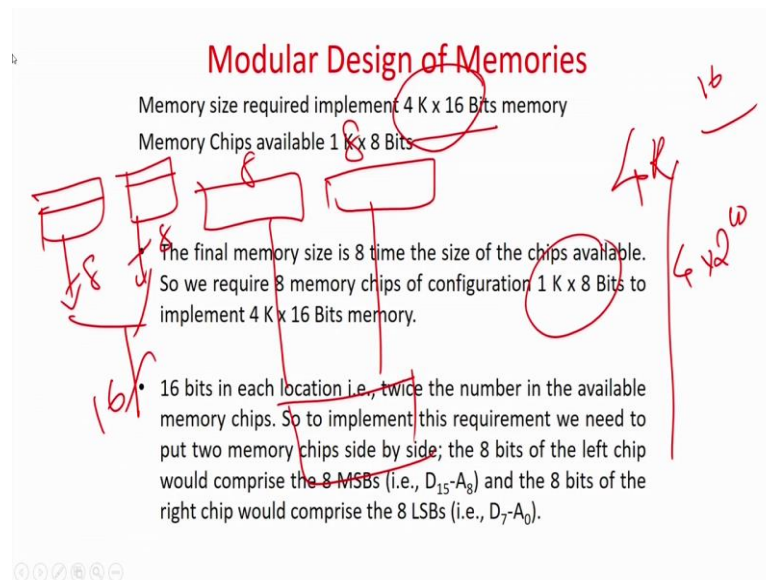 Modular Design of Memories
16
Memory size required implement 4 K x 16 Bits memory
Memory Chips available 1 K x 8 Bits
8
8
4K
8
8
The final memory size is 8 time the size of the chips available.
So we require 8 memory chips of configuration 1 K x 8 Bits to
implement 4 K x 16 Bits memory.
4 x 2^10
16
• 16 bits in each location i.e., twice the number in the available
memory chips. So to implement this requirement we need to
put two memory chips side by side; the 8 bits of the left chip
would comprise the 8 MSBs (i.e., D15-A8) and the 8 bits of the
right chip would comprise the 8 LSBs (i.e., D7-A0).